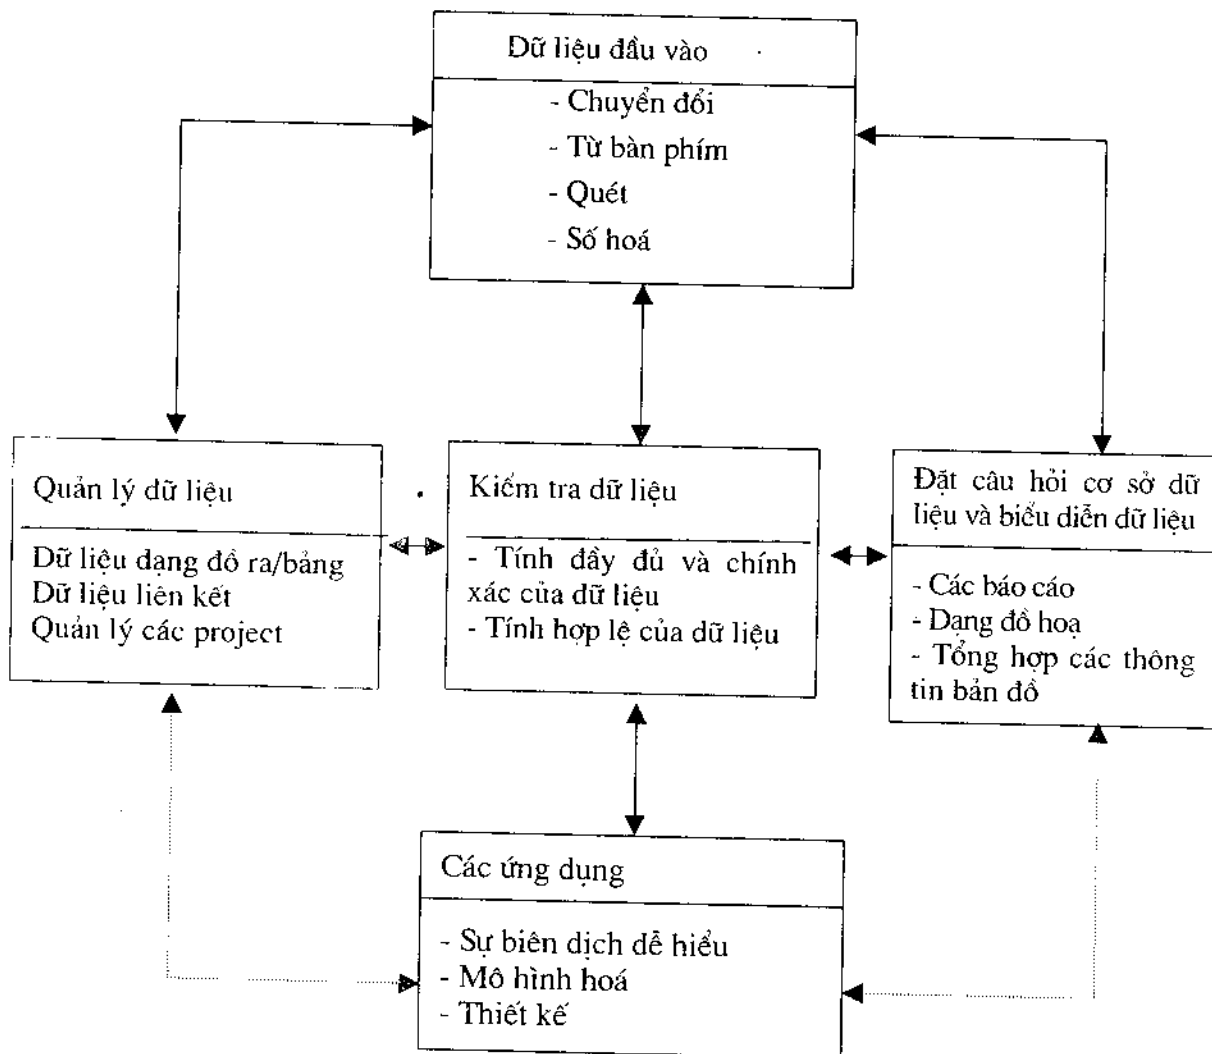 Dữ liệu đầu vào
- Chuyển đổi
- Từ bàn phím
- Quét
- Số hoá
Quản lý dữ liệu
Dữ liệu dạng đồ ra/bảng
Dữ liệu liên kết
Quản lý các project
Kiểm tra dữ liệu
- Tính đầy đủ và chính
xác của dữ liệu
- Tính hợp lệ của dữ liệu
Đặt câu hỏi cơ sở dữ
liệu và biểu diễn dữ liệu
- Các báo cáo
- Dạng đồ hoạ
- Tổng hợp các thông
tin bản đồ
Các ứng dụng
- Sự biên dịch dễ hiểu
- Mô hình hoá
- Thiết kế